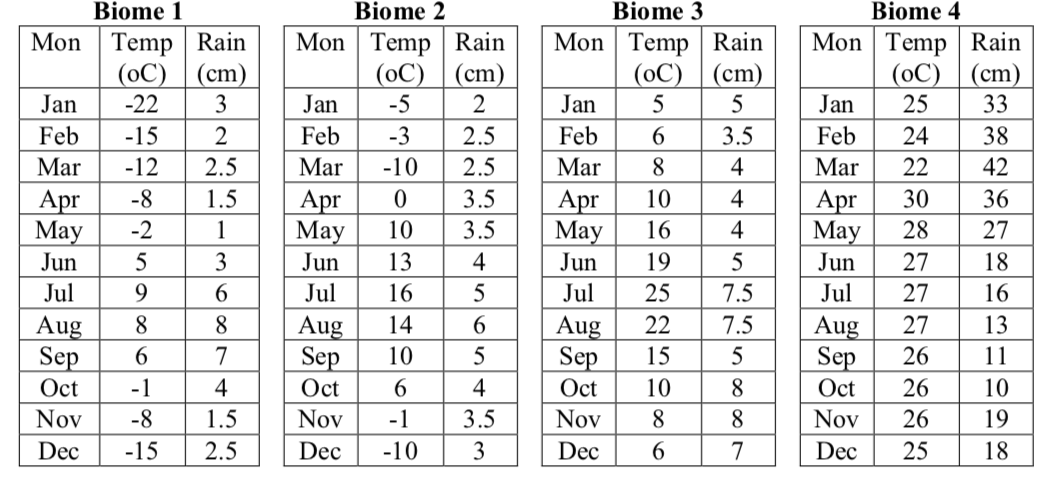 Biome 1 Biome 2 Biome 3 Biome 4
Mon Temp Rain Mon Temp Rain Mon Temp Rain Mon Temp Rain
(oC) (cm) (oC) (cm) (oC) (cm) (oC) (cm)
Jan -22 3 Jan -5 2 Jan 5 5 Jan 25 33
Feb -15 2 Feb -3 2.5 Feb 6 3.5 Feb 24 38
Mar -12 2.5 Mar -10 2.5 Mar 8 4 Mar 22 42
Apr -8 1.5 Apr 0 3.5 Apr 10 4 Apr 30 36
May -2 1 May 10 3.5 May 16 4 May 28 27
Jun 5 3 Jun 13 4 Jun 19 5 Jun 27 18
Jul 9 6 Jul 16 5 Jul 25 7.5 Jul 27 16
Aug 8 8 Aug 14 6 Aug 22 7.5 Aug 27 13
Sep 6 7 Sep 10 5 Sep 15 5 Sep 26 11
Oct -1 4 Oct 6 4 Oct 10 8 Oct 26 10
Nov -8 1.5 Nov -1 3.5 Nov 8 8 Nov 26 19
Dec -15 2.5 Dec -10 3 Dec 6 7 Dec 25 18